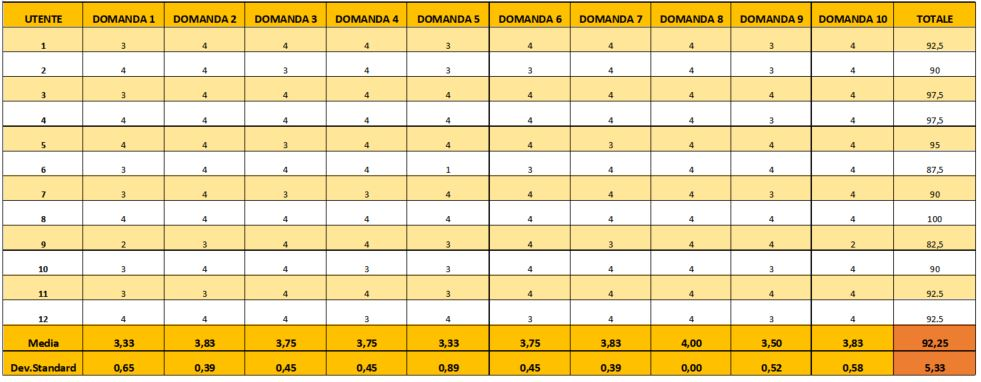 UTENTE DOMANDA 1 DOMANDA 2 DOMANDA 3 DOMANDA 4 DOMANDA 5 DOMANDA 6 DOMANDA 7 DOMANDA 8 DOMANDA 9 DOMANDA 10 TOTALE
1 3 4 4 4 3 4 4 4 3 4 92,5
2 4 4 3 4 3 3 4 4 3 4 90
3 3 4 4 4 4 4 4 4 4 4 97,5
4 4 4 4 4 4 4 4 4 3 4 97,5
5 4 4 3 4 4 4 3 4 4 4 95
6 3 4 4 4 1 3 4 4 4 4 87,5
7 3 4 3 3 4 4 4 4 3 4 90
8 4 4 4 4 4 4 4 4 4 4 100
9 2 3 4 4 3 4 3 4 4 2 82,5
10 3 4 4 3 3 4 4 4 3 4 90
11 3 3 4 4 3 4 4 4 4 4 92.5
12 4 4 4 3 4 3 4 4 3 4 92.5
Media 3,33 3,83 3,75 3,75 3,33 3,75 3,83 4,00 3,50 3,83 92,25
Dev.Standard 0,65 0,39 0,45 0,45 0,89 0,45 0,39 0,00 0,52 0,58 5,33